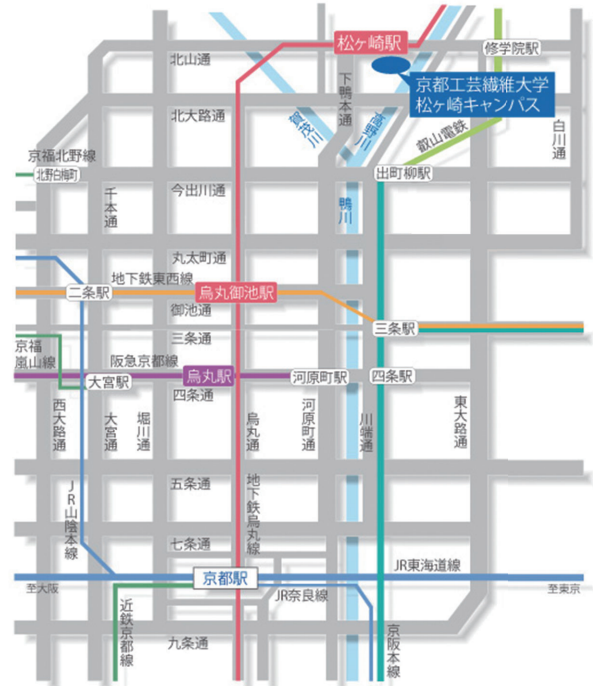 松ヶ崎駅
修学院駅
北山通
下鴨本通
京都工芸繊維大学
松ヶ崎キャンパス
北大路通
賀茂川
高野川
叡山電鉄
白川通
京福北野線
北野白梅町
出町柳駅
千本通
今出川通
鴨川
丸太町通
地下鉄東西線
二条駅
烏丸御池駅
御池通
三条通
三条駅
京福
嵐山線
阪急京都線
大宮駅
烏丸駅
河原町駅
四条駅
四条通
西大路通
大宮通
堀川通
烏丸通
河原町通
川端通
東大路通
五条通
JR山陰本線
地下鉄烏丸線
七条通
京都駅
JR東海道線
至大阪
至東京
JR奈良線
近鉄京都線
九条通
京阪本線